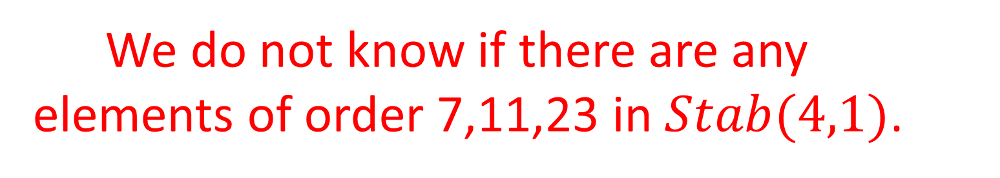 We do not know if there are any
elements of order 7,11,23 in Stab(4,1).